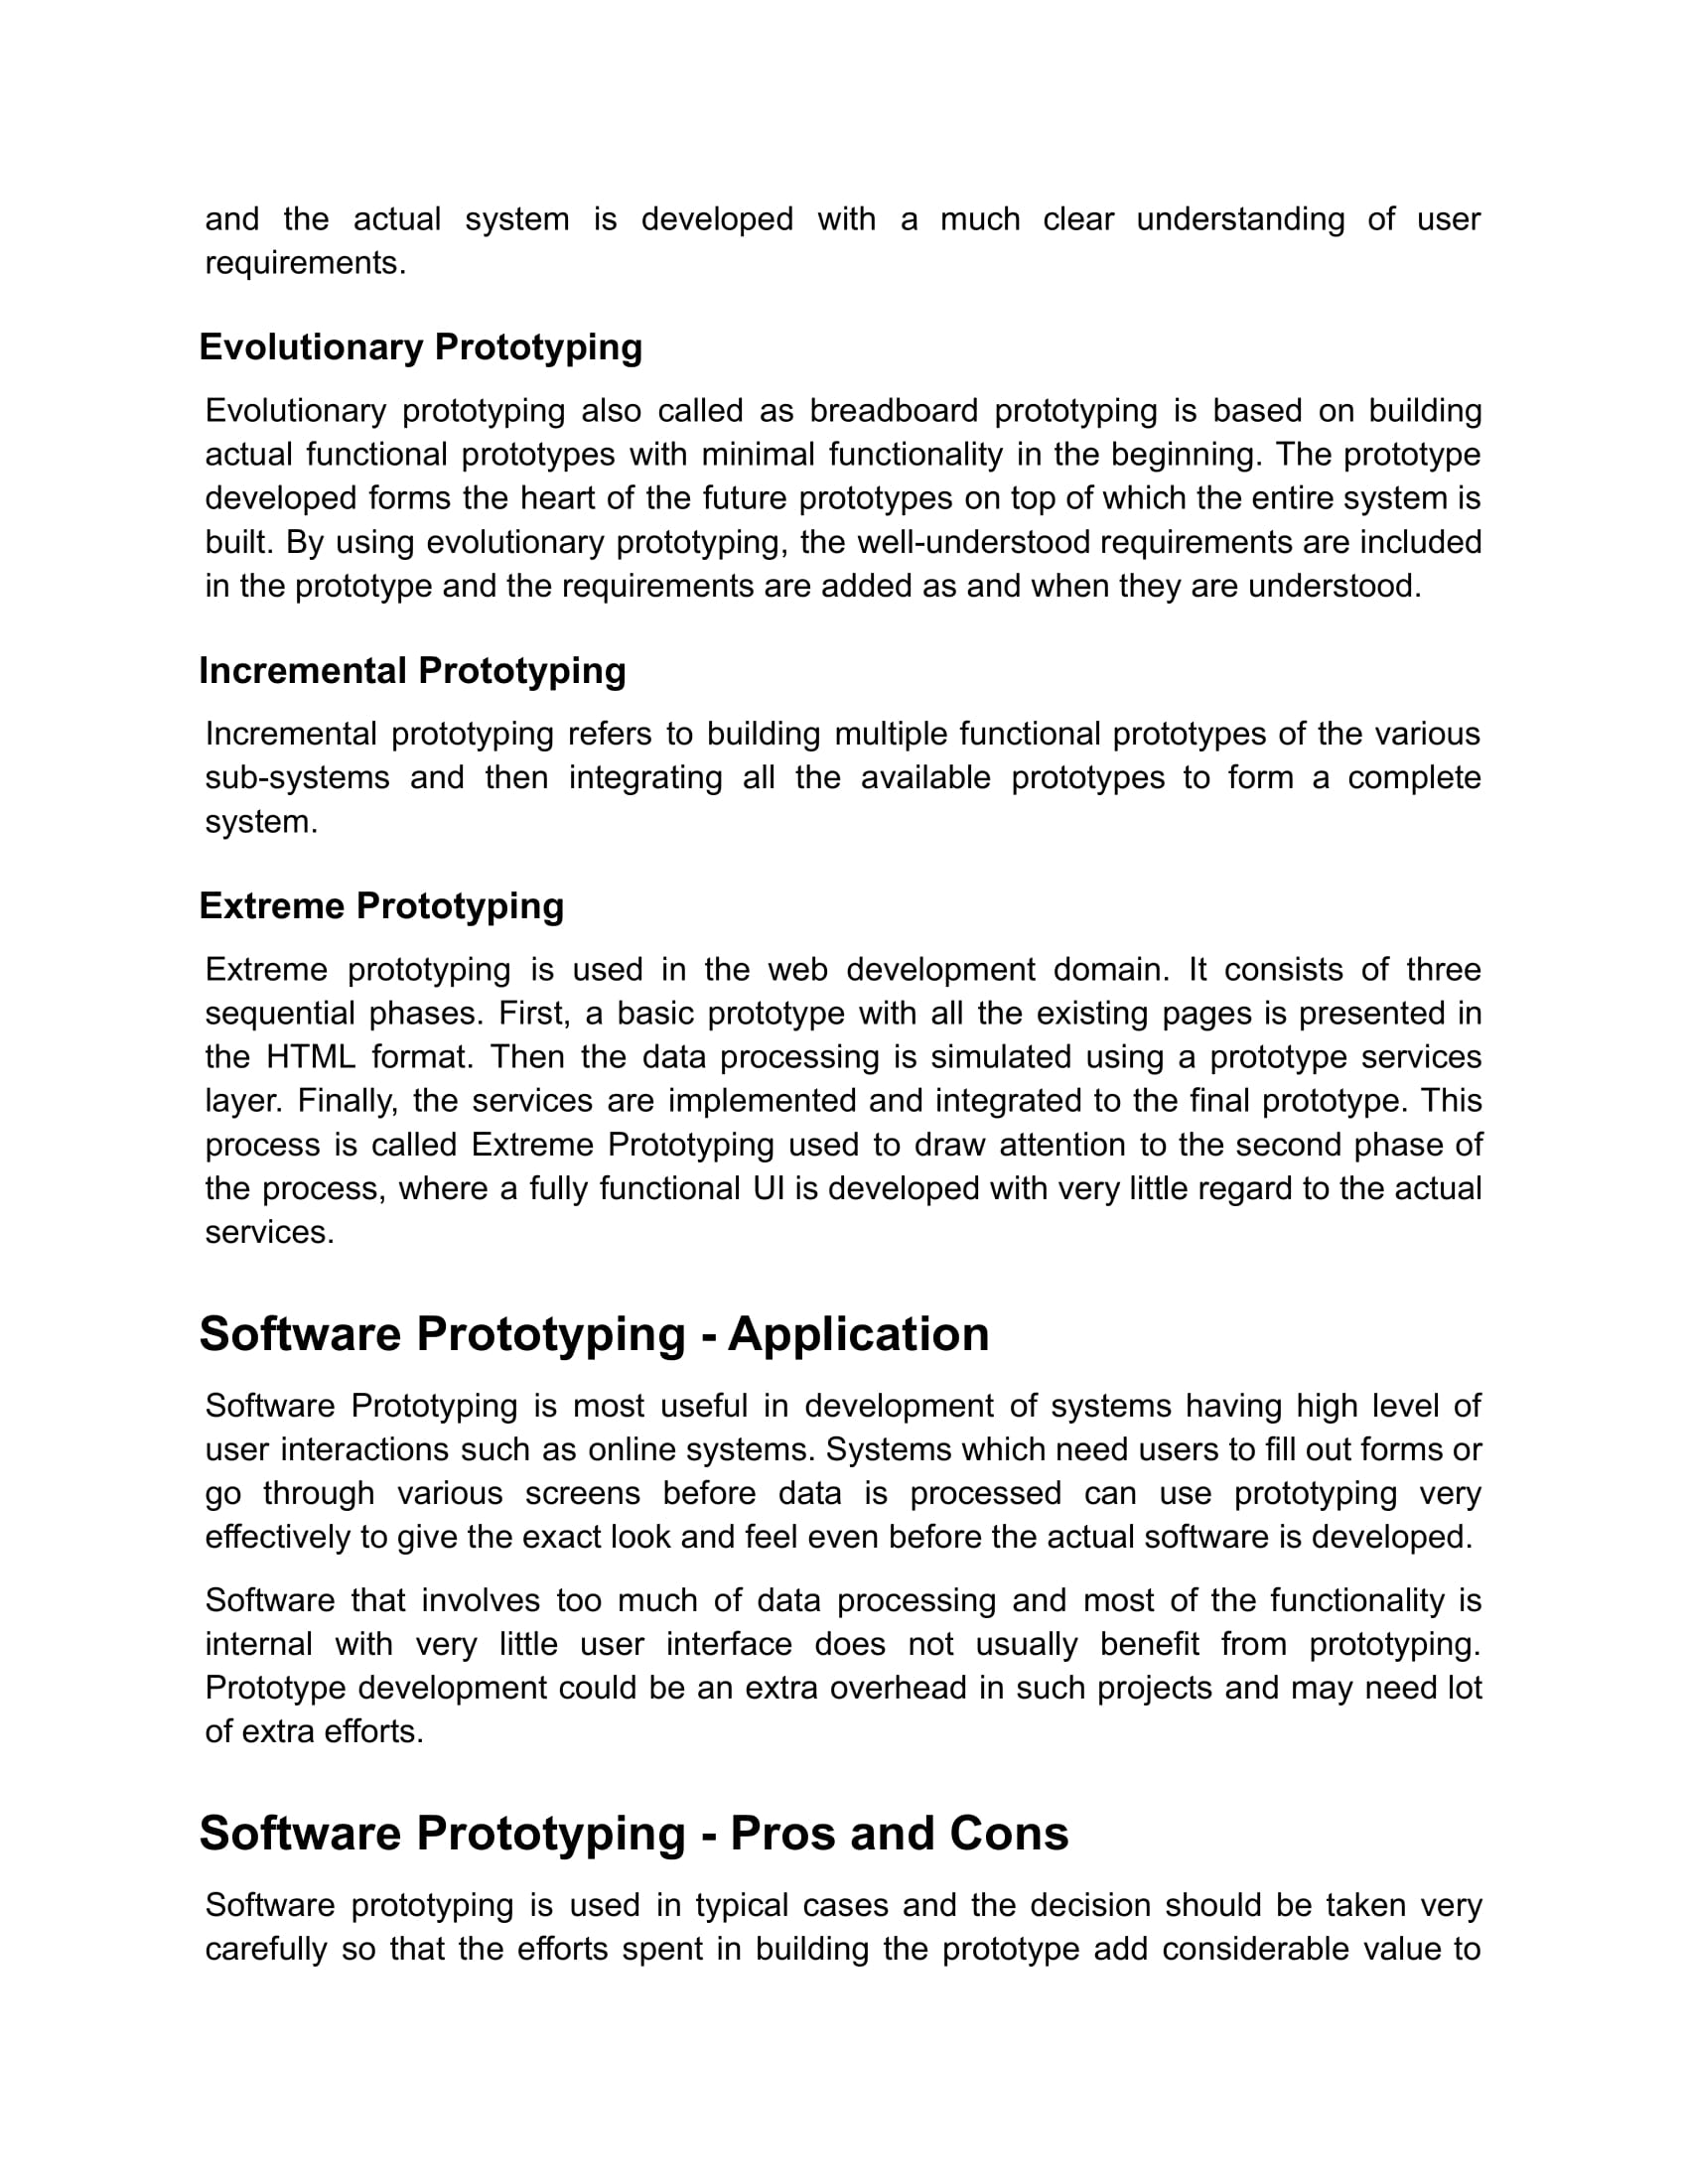 and the actual system is developed with a much clear understanding of user
requirements.
Evolutionary Prototyping
Evolutionary prototyping also called as breadboard prototyping is based on building
actual functional prototypes with minimal functionality in the beginning. The prototype
developed forms the heart of the future prototypes on top of which the entire system is
built. By using evolutionary prototyping, the well-understood requirements are included
in the prototype and the requirements are added as and when they are understood.
Incremental Prototyping
Incremental prototyping refers to building multiple functional prototypes of the various
sub-systems and then integrating all the available prototypes to form a complete
system.
Extreme Prototyping
Extreme prototyping is used in the web development domain. It consists of three
sequential phases. First, a basic prototype with all the existing pages is presented in
the HTML format. Then the data processing is simulated using a prototype services
layer. Finally, the services are implemented and integrated to the final prototype. This
process is called Extreme Prototyping used to draw attention to the second phase of
the process, where a fully functional UI is developed with very little regard to the actual
services.
Software Prototyping - Application
Software Prototyping is most useful in development of systems having high level of
user interactions such as online systems. Systems which need users to fill out forms or
go through various screens before data is processed can use prototyping very
effectively to give the exact look and feel even before the actual software is developed.
Software that involves too much of data processing and most of the functionality is
internal with very little user interface does not usually benefit from prototyping.
Prototype development could be an extra overhead in such projects and may need lot
of extra efforts.
Software Prototyping - Pros and Cons
Software prototyping is used in typical cases and the decision should be taken very
carefully so that the efforts spent in building the prototype add considerable value to